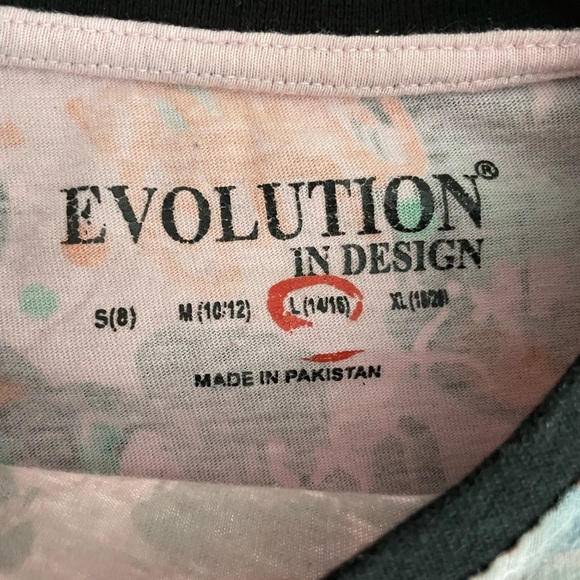 EVOLUTION®
IN DESIGN
S(8) M(10/12) L(14/16) XL(18/20)
MADE IN PAKISTAN